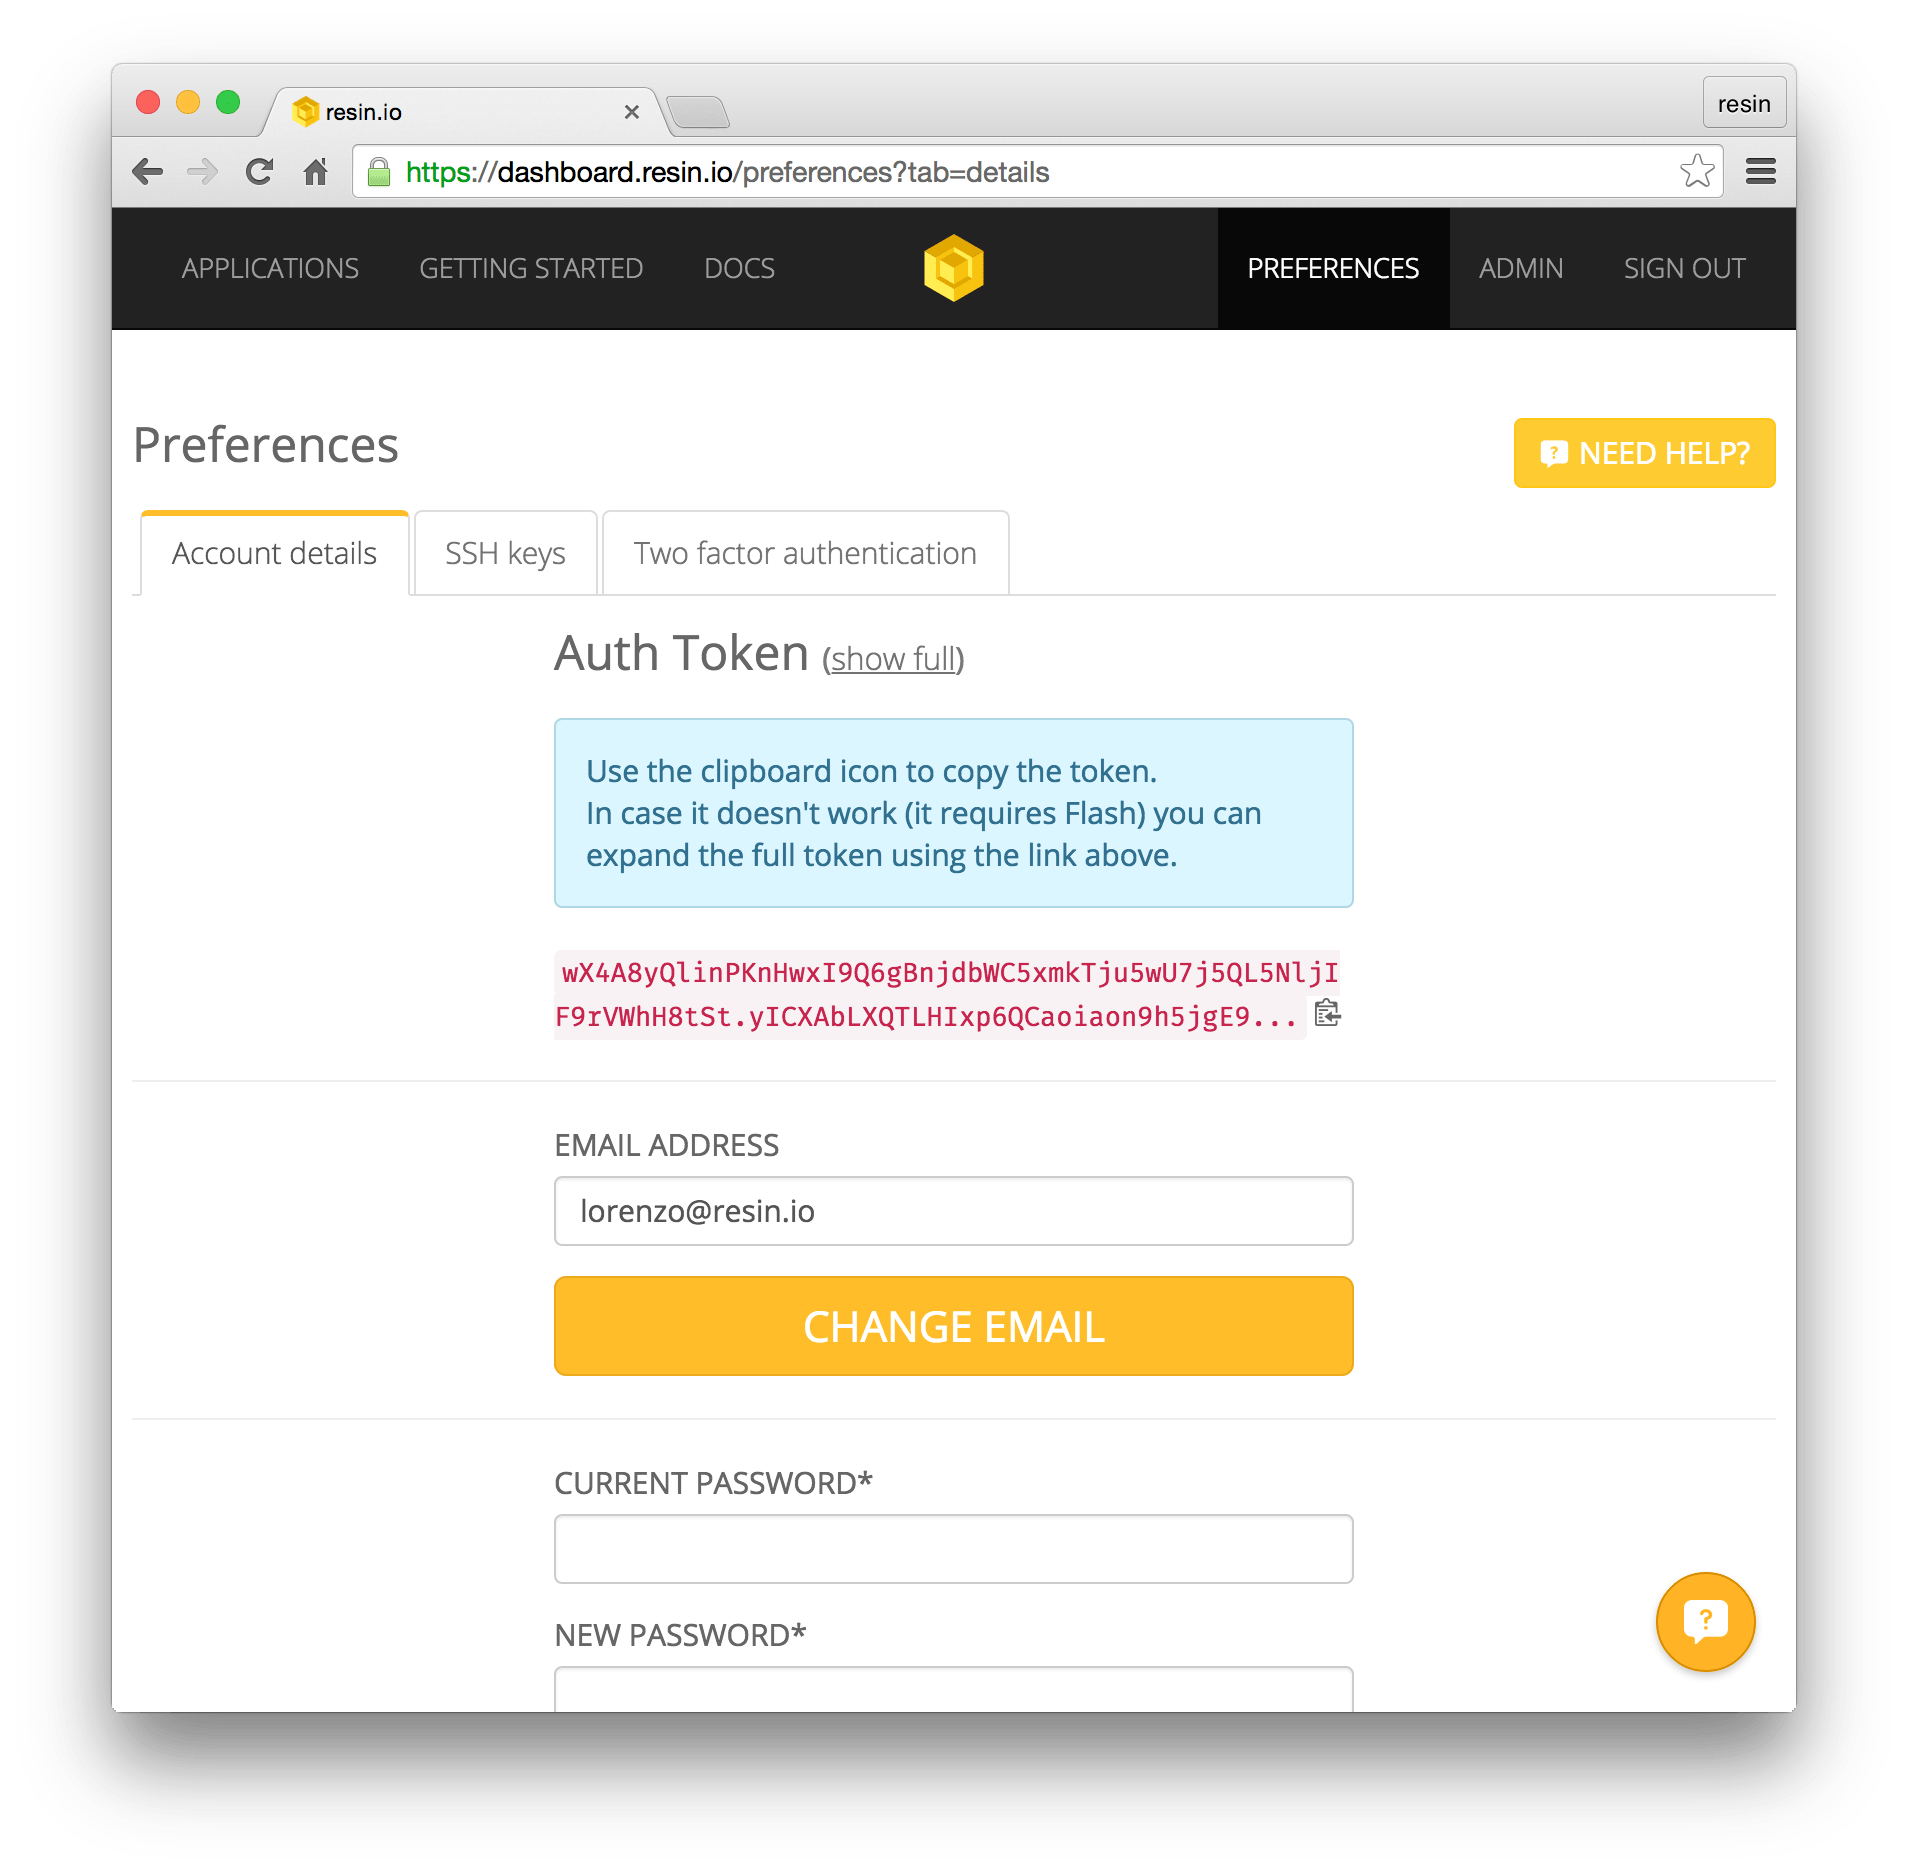 resin.io
resin
https://dashboard.resin.io/preferences?tab=details
APPLICATIONS GETTING STARTED DOCS PREFERENCES ADMIN SIGN OUT
Preferences
NEED HELP?
Account details SSH keys Two factor authentication
Auth Token (show full)
Use the clipboard icon to copy the token.
In case it doesn't work (it requires Flash) you can
expand the full token using the link above.
wX4A8yQlinPKnHwxI9Q6gBnjdbWC5xmkTju5wU7j5QL5NljI
F9rVWhH8tSt.yICXAbLXQTLHIxp6QCaoiaon9h5jgE9...
EMAIL ADDRESS
lorenzo@resin.io
CHANGE EMAIL
CURRENT PASSWORD*
NEW PASSWORD*